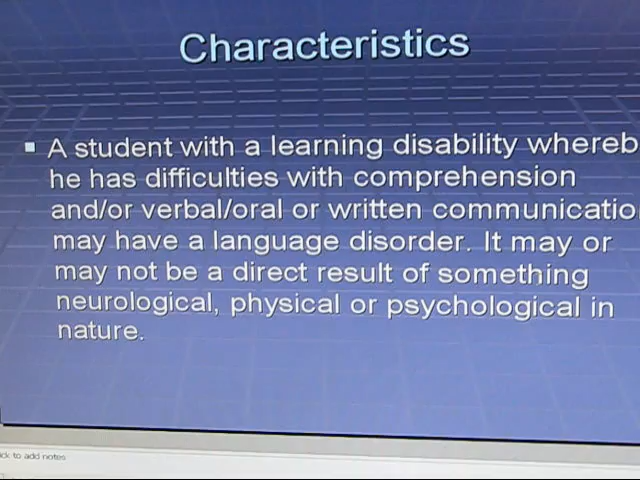 Characteristics
A student with a learning disability whereb
he has difficulties with comprehension
and/or verbal/oral or written communicatio
may have a language disorder. It may or
may not be a direct result of something
neurological, physical or psychological in
nature.
ck to add notes